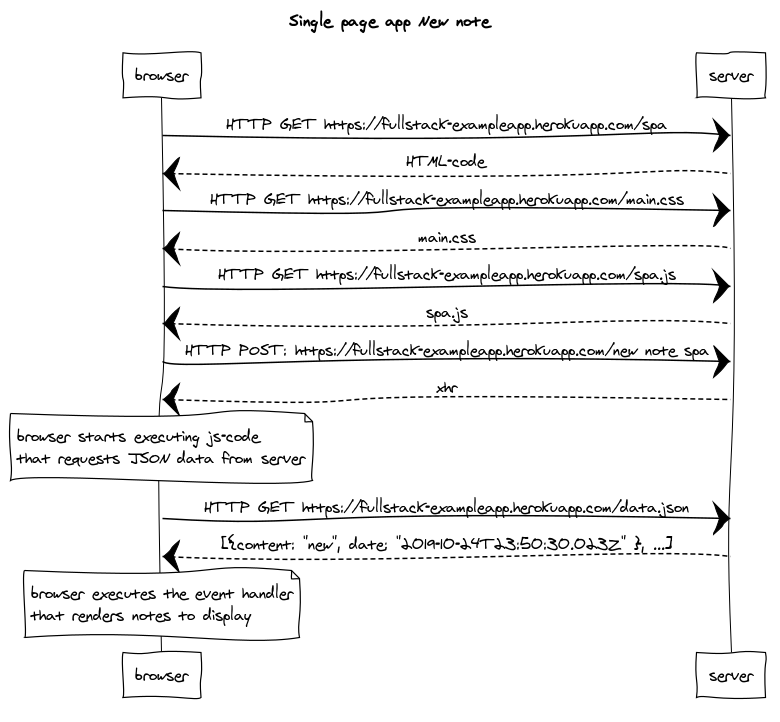 Single page app New note
browser server
HTTP GET https://fullstack-exampleapp.herokuapp.com/spa
HTML-code
HTTP GET https://fullstack-exampleapp.herokuapp.com/main.css
main.css
HTTP GET https://fullstack-exampleapp.herokuapp.com/spa.js
spa.js
HTTP POST: https://fullstack-exampleapp.herokuapp.com/new note spa
xhr
browser starts executing js-code
that requests JSON data from server
HTTP GET https://fullstack-exampleapp.herokuapp.com/data.json
[{content: "new", date: "2019-10-24T23:50:30.023Z" }, ...]
browser executes the event handler
that renders notes to display
browser server